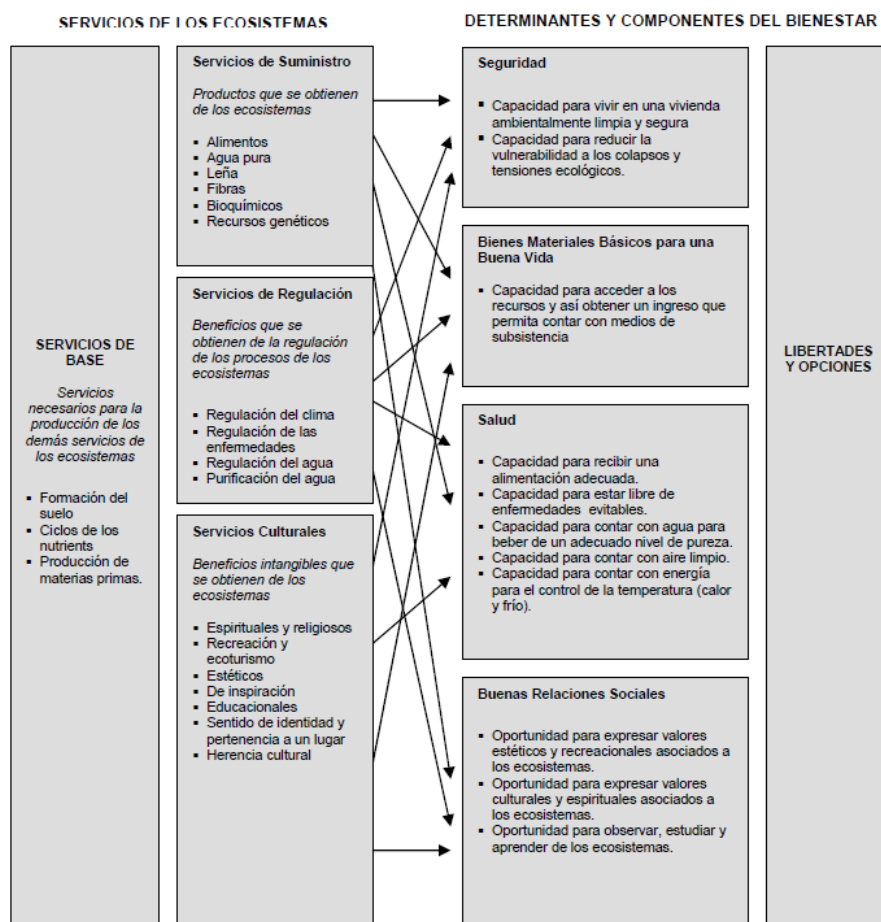 SERVICIOS DE LOS ECOSISTEMAS
DETERMINANTES Y COMPONENTES DEL BIENESTAR
SERVICIOS DE
BASE
Servicios
necesarios para la
producción de los
demás servicios de
los ecosistemas
▪ Formación del
suelo
▪ Ciclos de los
nutrients
▪ Producción de
materias primas.
Servicios de Suministro
Productos que se obtienen
de los ecosistemas
▪ Alimentos
▪ Agua pura
▪ Leña
▪ Fibras
▪ Bioquímicos
▪ Recursos genéticos
Servicios de Regulación
Beneficios que se
obtienen de la regulación
de los procesos de los
ecosistemas
▪ Regulación del clima
▪ Regulación de las
enfermedades
▪ Regulación del agua
▪ Purificación del agua
Servicios Culturales
Beneficios intangibles que
se obtienen de los
ecosistemas
▪ Espirituales y religiosos
▪ Recreación y
ecoturismo
▪ Estéticos
▪ De inspiración
▪ Educacionales
▪ Sentido de identidad y
pertenencia a un lugar
▪ Herencia cultural
Seguridad
▪ Capacidad para vivir en una vivienda
ambientalmente limpia y segura
▪ Capacidad para reducir la
vulnerabilidad a los colapsos y
tensiones ecológicos.
Bienes Materiales Básicos para una
Buena Vida
▪ Capacidad para acceder a los
recursos y así obtener un ingreso que
permita contar con medios de
subsistencia
Salud
▪ Capacidad para recibir una
alimentación adecuada.
▪ Capacidad para estar libre de
enfermedades evitables.
▪ Capacidad para contar con agua para
beber de un adecuado nivel de pureza.
▪ Capacidad para contar con aire limpio.
▪ Capacidad para contar con energía
para el control de la temperatura (calor
y frío).
Buenas Relaciones Sociales
▪ Oportunidad para expresar valores
estéticos y recreacionales asociados a
los ecosistemas.
▪ Oportunidad para expresar valores
culturales y espirituales asociados a
los ecosistemas.
▪ Oportunidad para observar, estudiar y
aprender de los ecosistemas.
LIBERTADES
Y OPCIONES